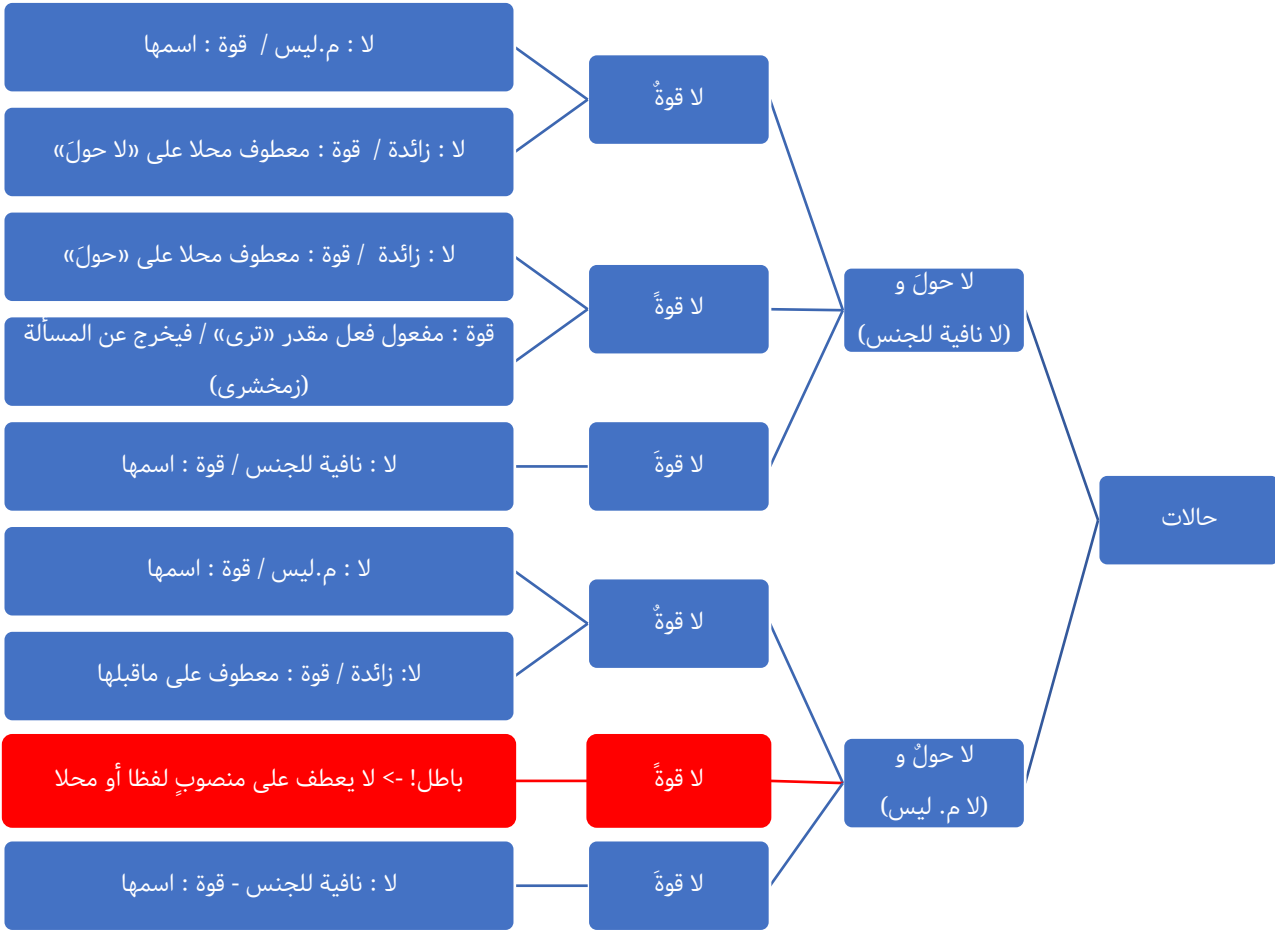 حالات
لا حولَ و
(لا نافية للجنس)
لا قوةٌ
لا : م.ليس / قوة : اسمها
لا : زائدة / قوة : معطوف محلا على «لا حولَ»
لا قوةً
لا : زائدة / قوة : معطوف محلا على «حولَ»
قوة : مفعول فعل مقدر «ترى» / فيخرج عن المسألة
(زمخشری)
لا قوةَ
لا : نافية للجنس / قوة : اسمها
لا حولٌ و
(لا م. ليس)
لا قوةٌ
لا : م.ليس / قوة : اسمها
لا: زائدة / قوة : معطوف على ماقبلها
لا قوةً
باطل! -> لا يعطف على منصوبٍ لفظا أو محلا
لا قوةَ
لا : نافية للجنس - قوة : اسمها